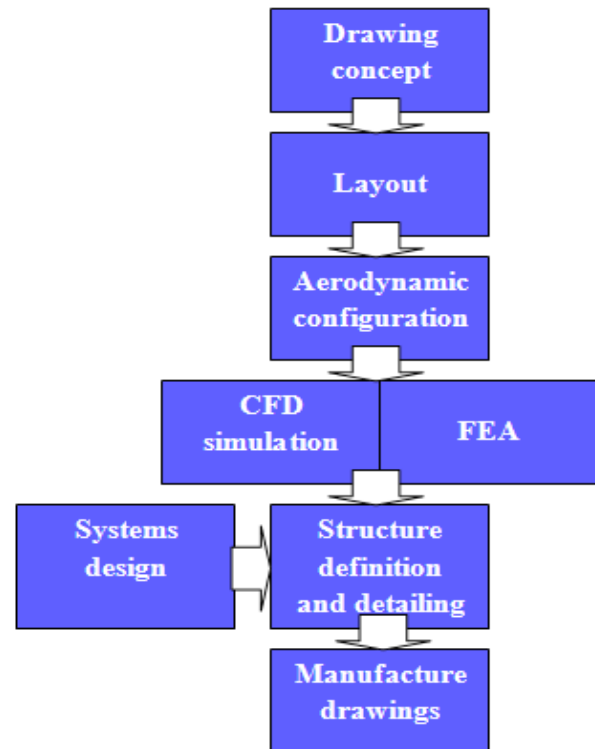 Drawing
concept
Layout
Aerodynamic
configuration
CFD
simulation
FEA
Systems
design
Structure
definition
and detailing
Manufacture
drawings